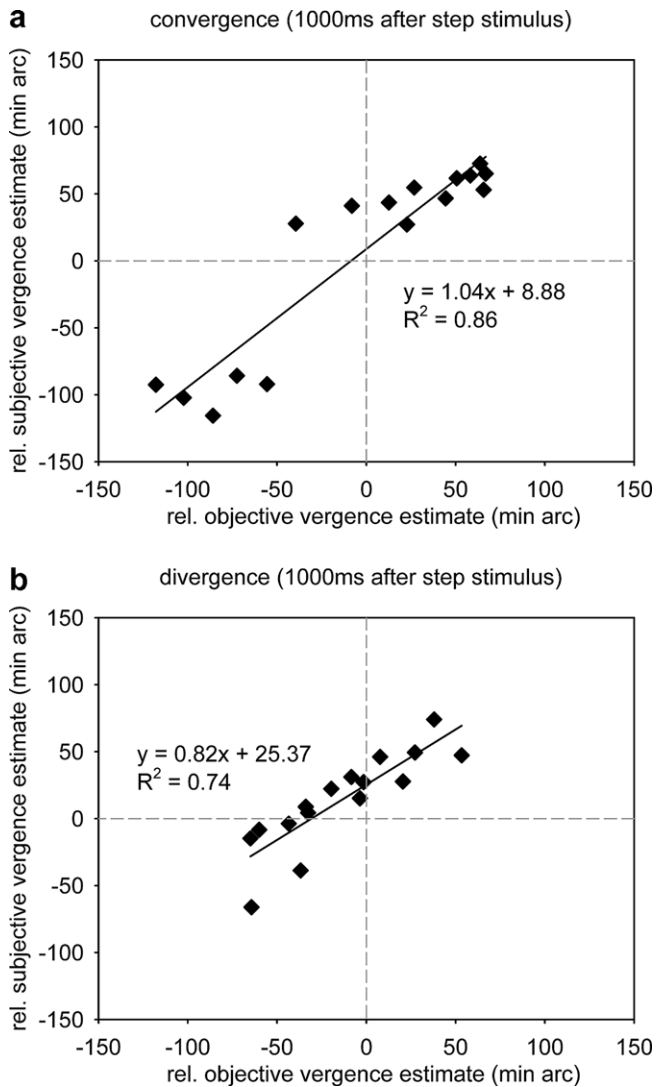 a
convergence (1000ms after step stimulus)
rel. subjective vergence estimate (min arc)
150
100
50
0
-50
-100
-150
y = 1.04x + 8.88
R² = 0.86
-150 -100 -50 0 50 100 150
rel. objective vergence estimate (min arc)
b
divergence (1000ms after step stimulus)
rel. subjective vergence estimate (min arc)
150
100
50
0
-50
-100
-150
y = 0.82x + 25.37
R² = 0.74
-150 -100 -50 0 50 100 150
rel. objective vergence estimate (min arc)